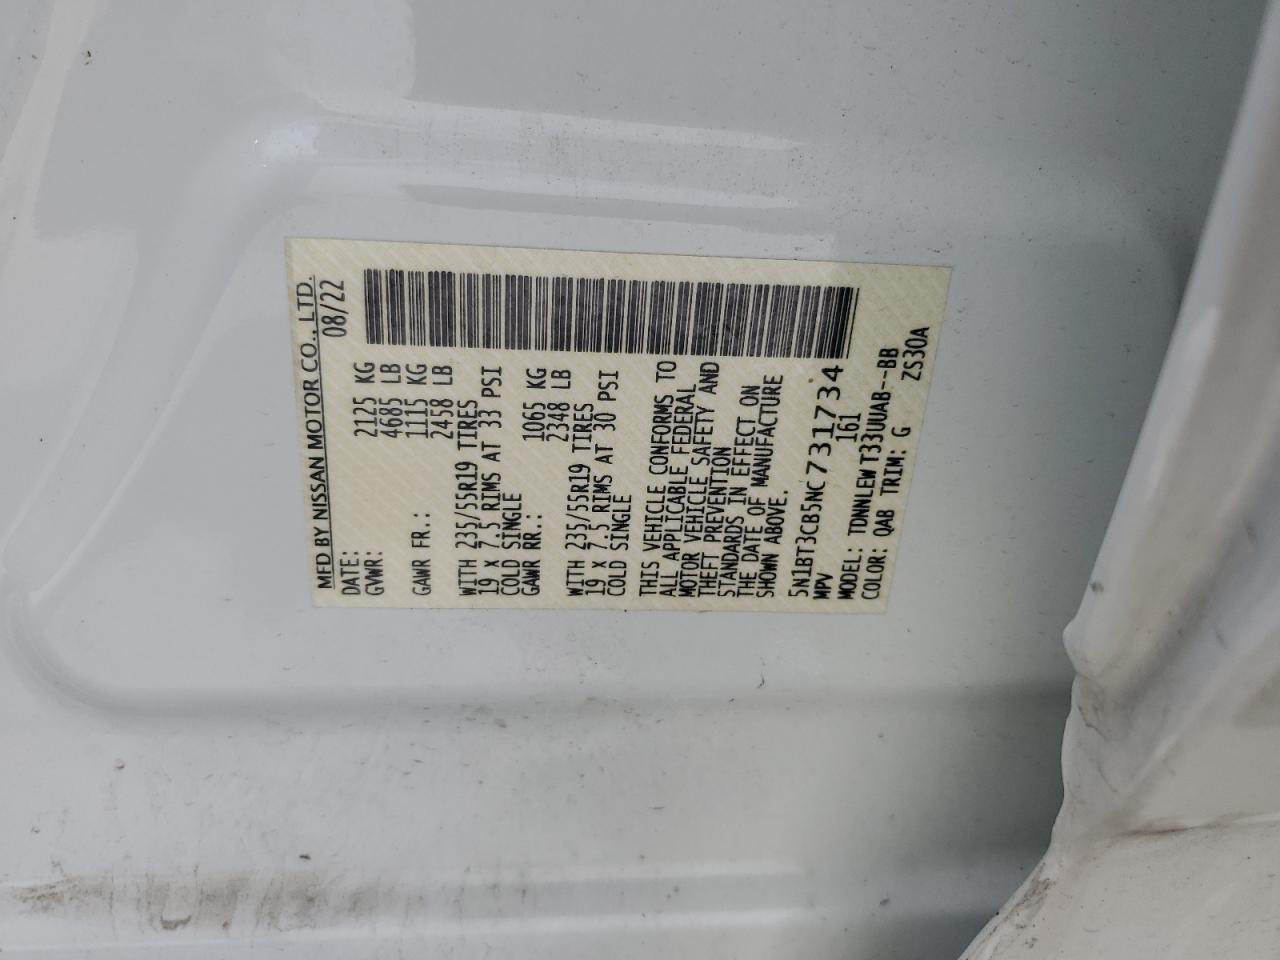 MFD BY NISSAN MOTOR CO., LTD.
DATE: 08/22
GVWR: 2125 KG
4685 LB
GAWR FR.: 1115 KG
2458 LB
WITH 235/55R19 TIRES
19 X 7.5 RIMS AT 33 PSI
COLD SINGLE
GAWR RR.: 1065 KG
2348 LB
WITH 235/55R19 TIRES
19 X 7.5 RIMS AT 30 PSI
COLD SINGLE
THIS VEHICLE CONFORMS TO
ALL APPLICABLE FEDERAL
MOTOR VEHICLE SAFETY AND
THEFT PREVENTION
STANDARDS IN EFFECT ON
THE DATE OF MANUFACTURE
SHOWN ABOVE.
5N1BT3CB5NC731734
MPV 161
MODEL: TDNNLEWT33UUAB--BB
COLOR: QAB TRIM: G ZS30A